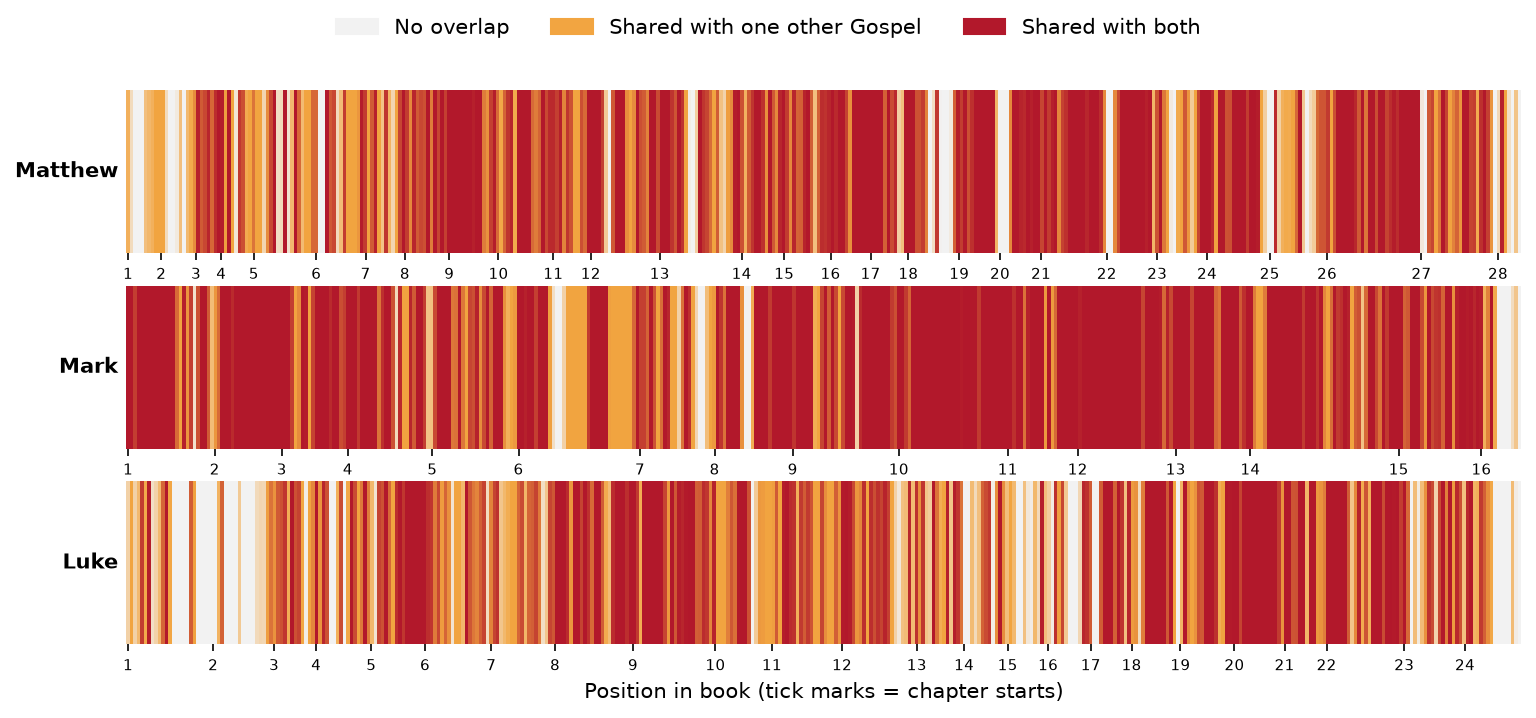 No overlap Shared with one other Gospel Shared with both
Matthew
1 2 3 4 5 6 7 8 9 10 11 12 13 14 15 16 17 18 19 20 21 22 23 24 25 26 27 28
Mark
1 2 3 4 5 6 7 8 9 10 11 12 13 14 15 16
Luke
1 2 3 4 5 6 7 8 9 10 11 12 13 14 15 16 17 18 19 20 21 22 23 24
Position in book (tick marks = chapter starts)